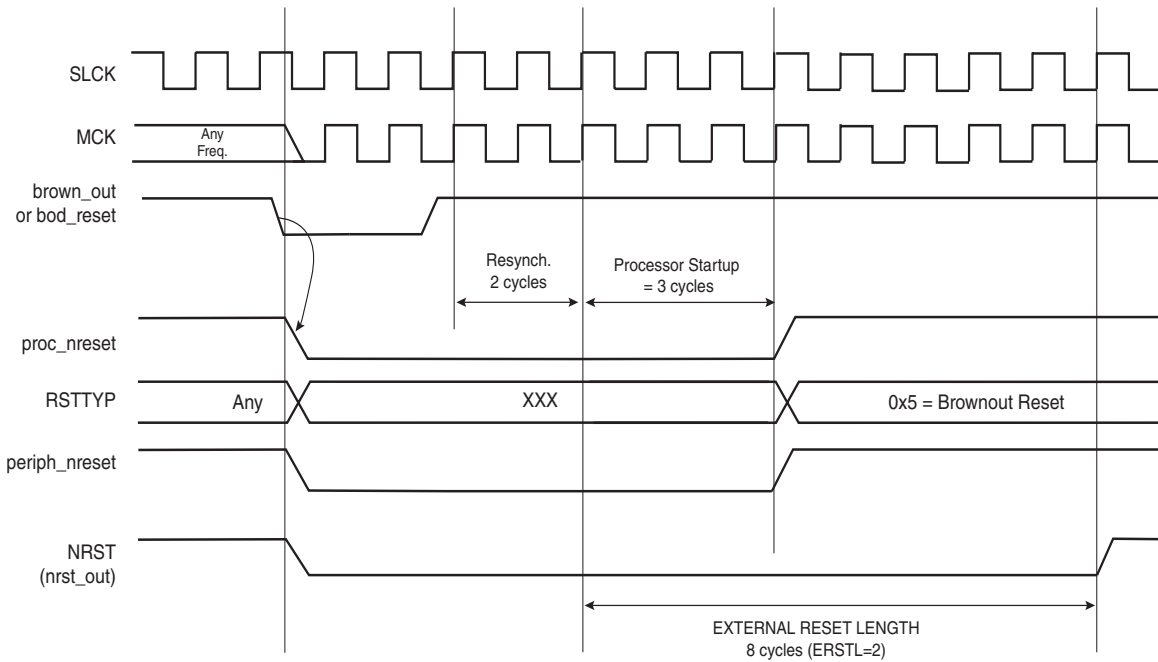 SLCK
MCK
Any
Freq.
brown_out
or bod_reset
Resynch.
2 cycles
Processor Startup
= 3 cycles
proc_nreset
RSTTYP
Any
XXX
0x5 = Brownout Reset
periph_nreset
NRST
(nrst_out)
EXTERNAL RESET LENGTH
8 cycles (ERSTL=2)